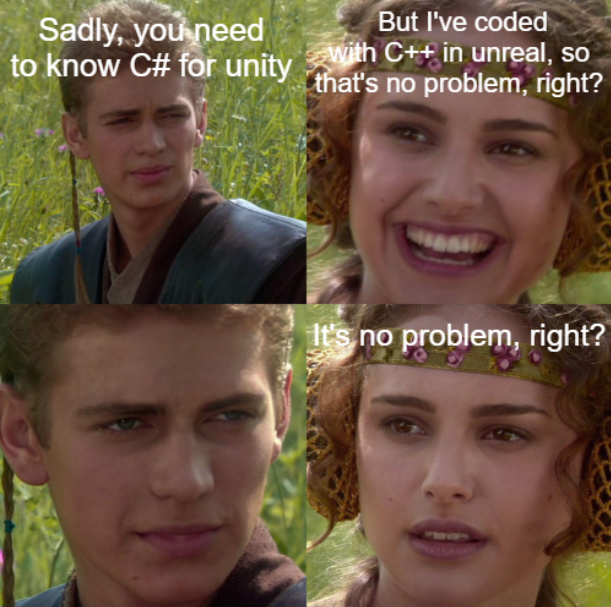 Sadly, you need
to know C# for unity
But I've coded
with C++ in unreal, so
that's no problem, right?
It's no problem, right?